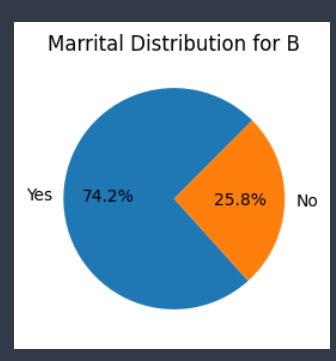 Marrital Distribution for B
Yes
74.2%
25.8%
No